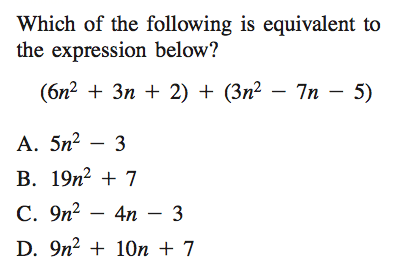 Which of the following is equivalent to
the expression below?
(6n² + 3n + 2) + (3n² − 7n − 5)
A. 5n² − 3
B. 19n² + 7
C. 9n² − 4n − 3
D. 9n² + 10n + 7